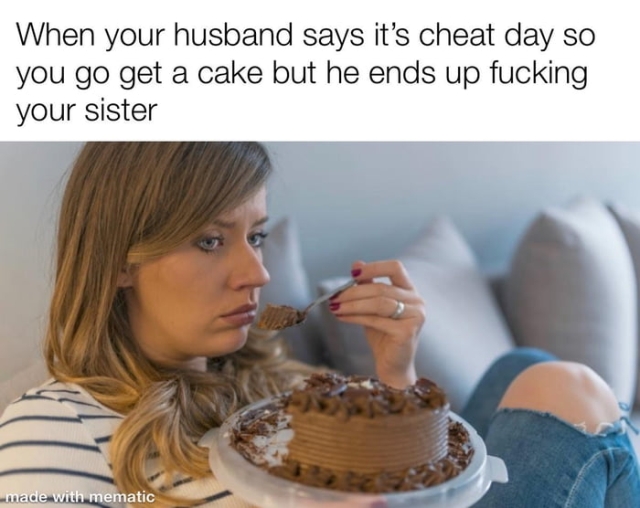 When your husband says it’s cheat day so
you go get a cake but he ends up fucking
your sister
made with mematic